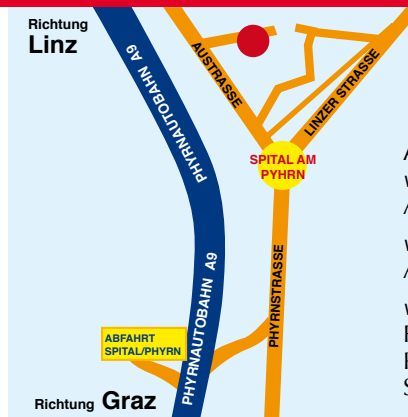 Richtung
Linz
PHYRNAUTOBAHN A9
AUSTRASSE
LINZER STRASSE
SPITAL AM
PYHRN
PHYRNSTRASSE
PHYRNAUTOBAHN A9
ABFAHRT
SPITAL/PHYRN
Richtung Graz